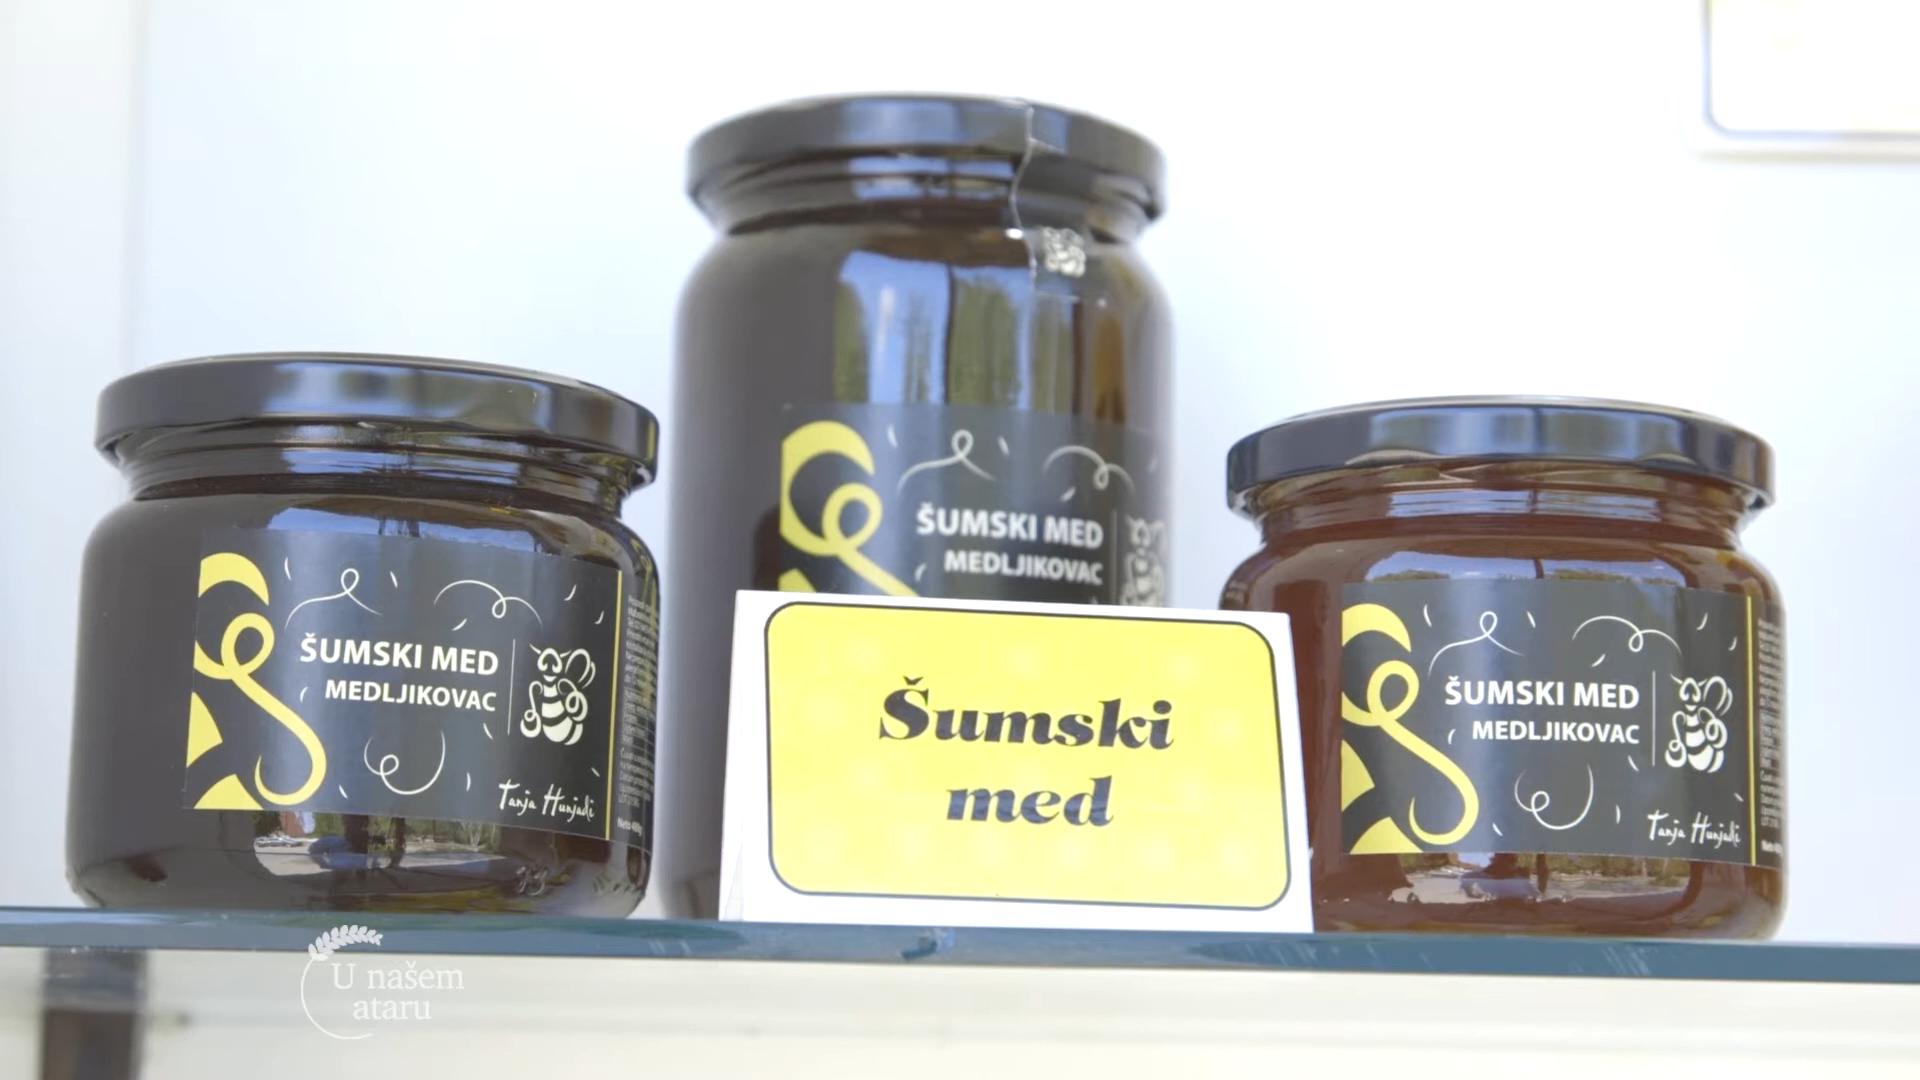 ŠUMSKI MED
MEDLJIKOVAC
ŠUMSKI MED
MEDLJIKOVAC
Tanja Hunjadi
ŠUMSKI MED
MEDLJIKOVAC
Tanja Hunjadi
Šumski
med
U našem
ataru